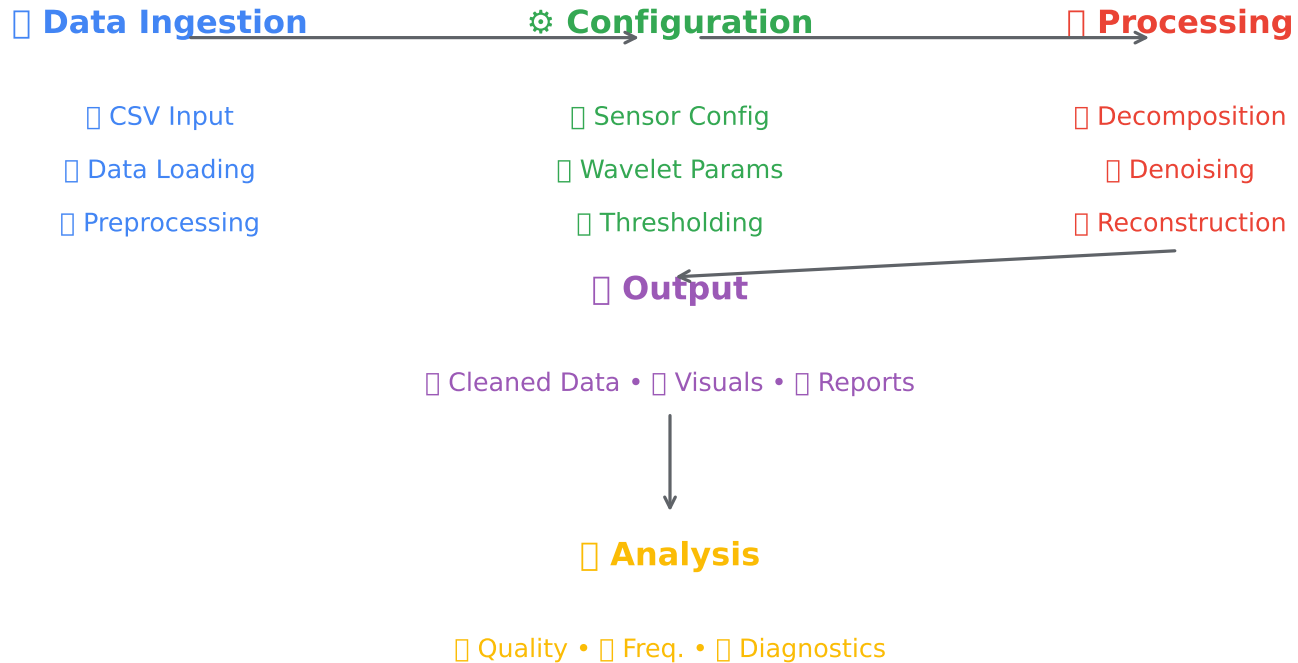 Data Ingestion
⚙ Configuration
Processing
CSV Input
Sensor Config
Decomposition
Data Loading
Wavelet Params
Denoising
Preprocessing
Thresholding
Reconstruction
Output
Cleaned Data • Visuals • Reports
Analysis
Quality • Freq. • Diagnostics